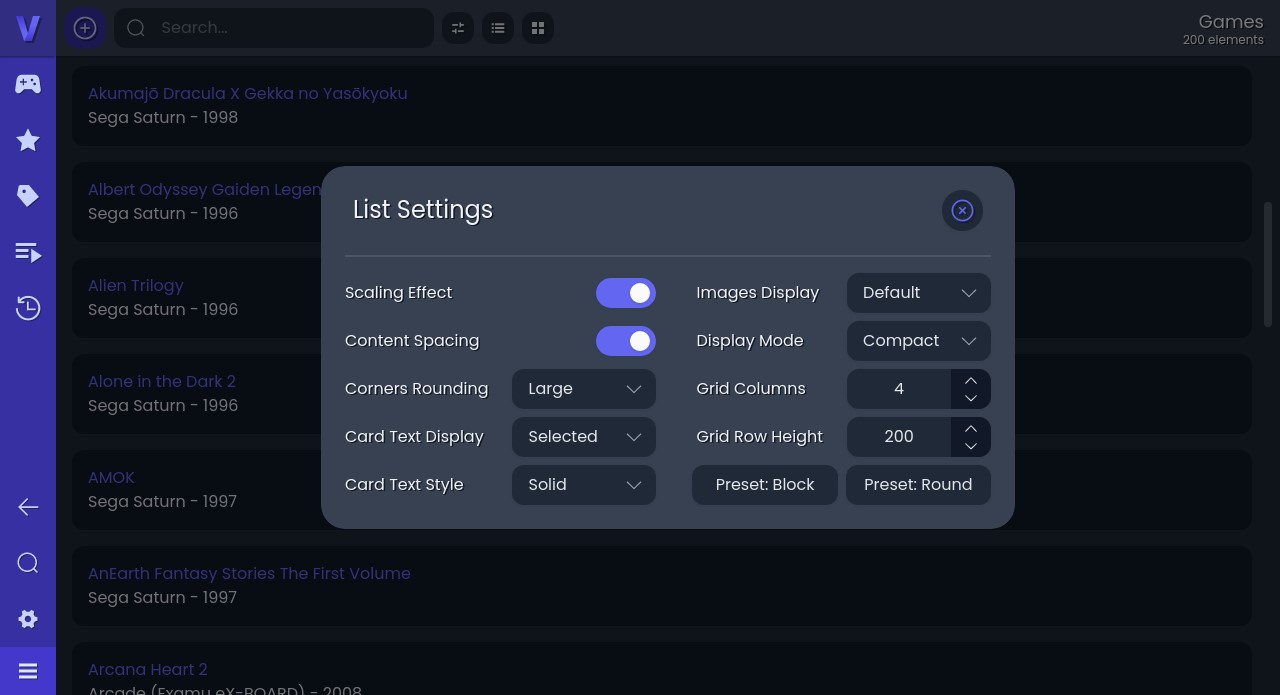 Search...
Games
200 elements
Akumajō Dracula X Gekka no Yasōkyoku
Sega Saturn - 1998
Albert Odyssey Gaiden Legen
Sega Saturn - 1996
Alien Trilogy
Sega Saturn - 1996
Alone in the Dark 2
Sega Saturn - 1996
AMOK
Sega Saturn - 1997
AnEarth Fantasy Stories The First Volume
Sega Saturn - 1997
Arcana Heart 2
Arcade (Examu eX-BOARD) - 2008
List Settings
Scaling Effect
Images Display Default
Content Spacing
Display Mode Compact
Corners Rounding Large
Grid Columns 4
Card Text Display Selected
Grid Row Height 200
Card Text Style Solid
Preset: Block Preset: Round